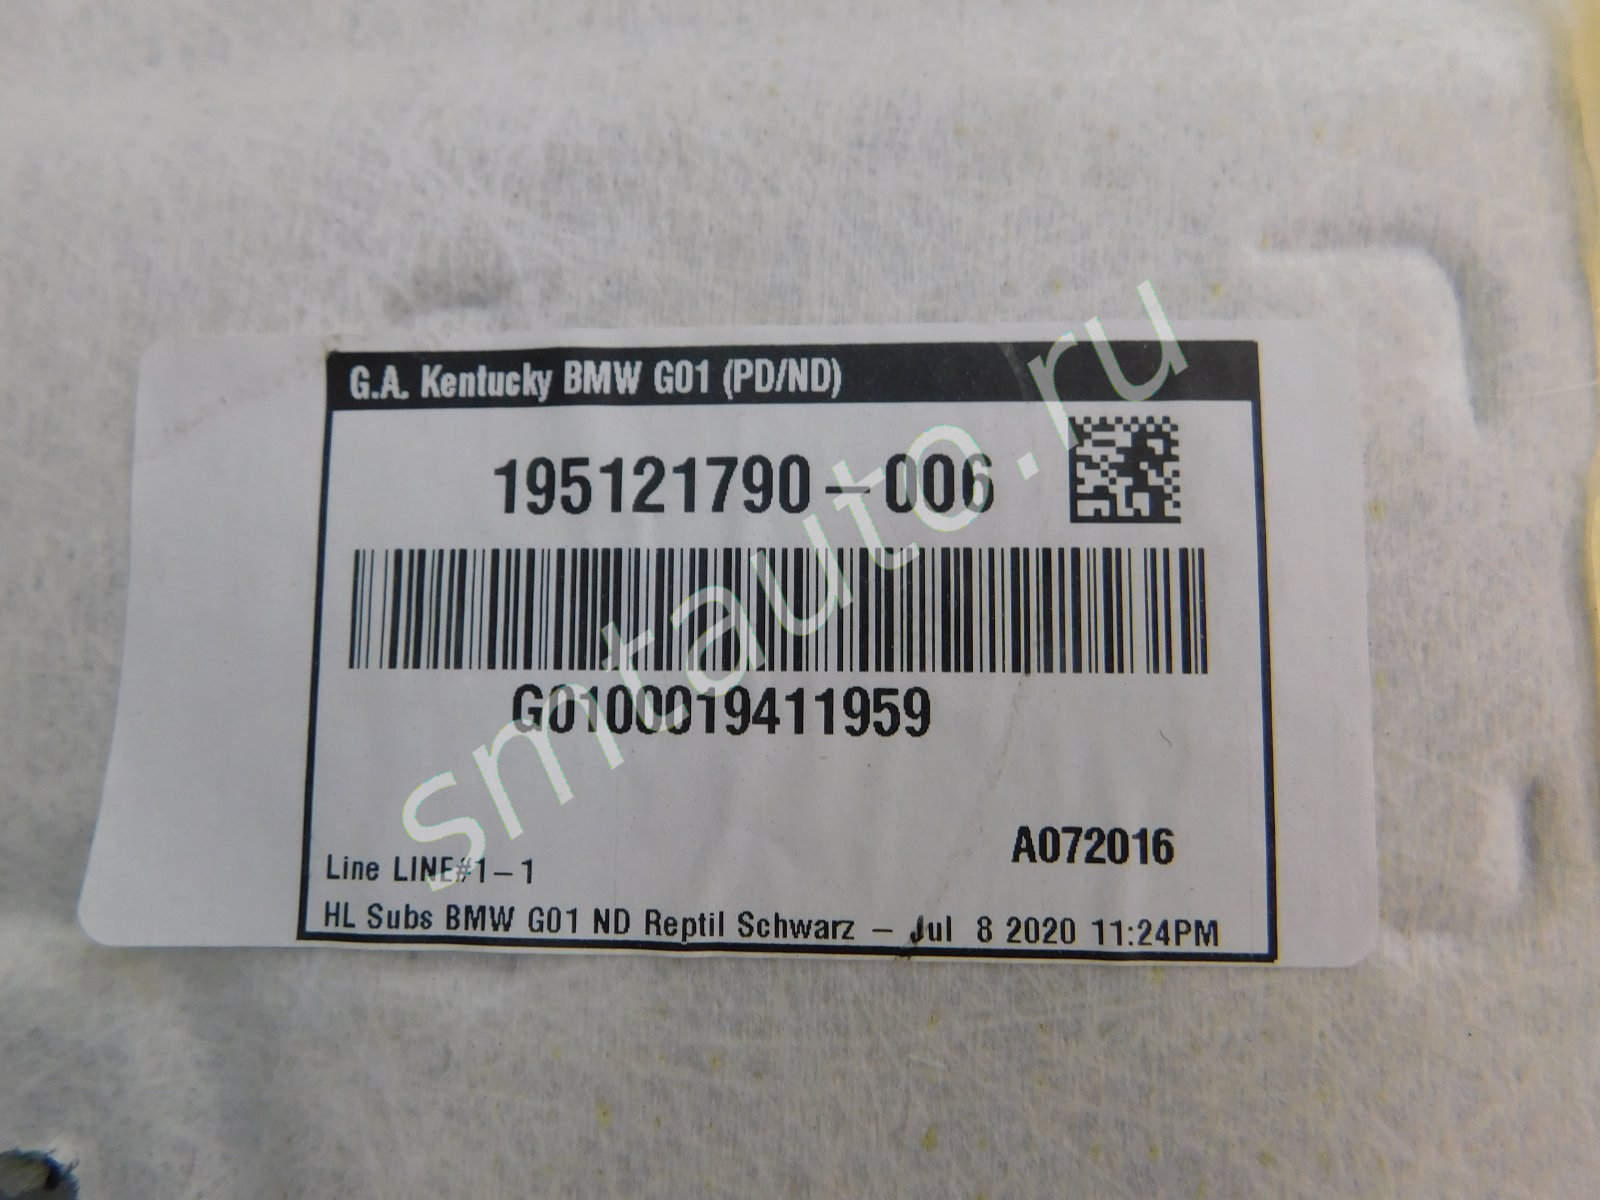 G.A. Kentucky BMW G01 (PD/ND)
195121790-006
G0100019411959
A072016
Line LINE#1-1
HL Subs BMW G01 ND Reptil Schwarz - Jul 8 2020 11:24PM
smtauto.ru